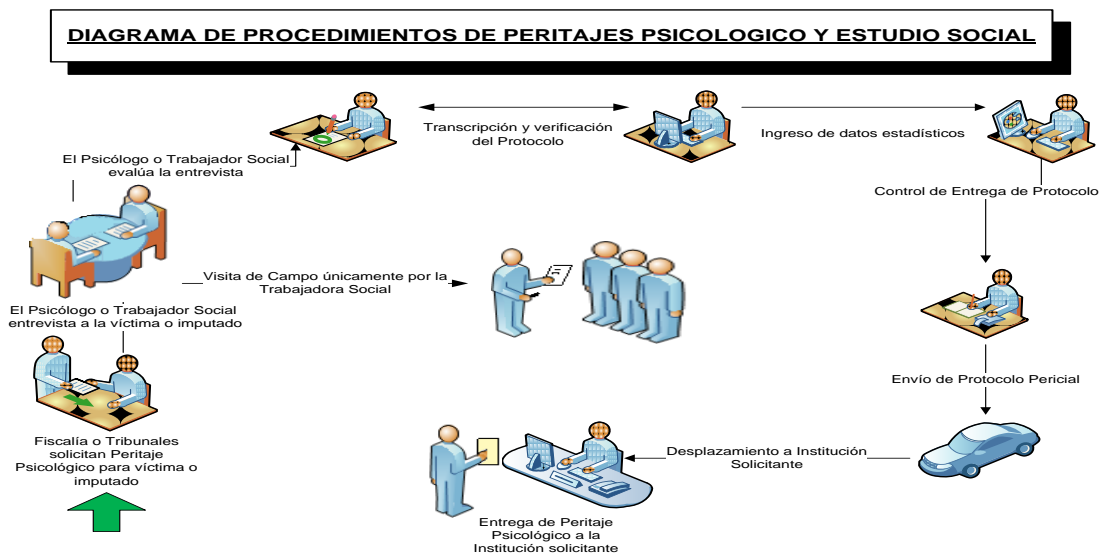 DIAGRAMA DE PROCEDIMIENTOS DE PERITAJES PSICOLOGICO Y ESTUDIO SOCIAL
Transcripción y verificación
del Protocolo
Ingreso de datos estadísticos
El Psicólogo o Trabajador Social
evalúa la entrevista
Control de Entrega de Protocolo
Visita de Campo únicamente por la
Trabajadora Social
El Psicólogo o Trabajador Social
entrevista a la víctima o imputado
Envío de Protocolo Pericial
Fiscalía o Tribunales
solicitan Peritaje
Psicológico para víctima o
imputado
Desplazamiento a Institución
Solicitante
Entrega de Peritaje
Psicológico a la
Institución solicitante